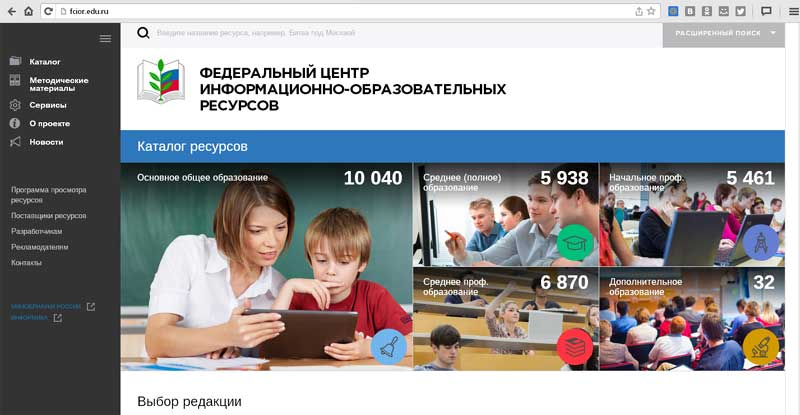 fcior.edu.ru
Введите название ресурса, например, Битва под Москвой
РАСШИРЕННЫЙ ПОИСК
Каталог
Методические
материалы
Сервисы
О проекте
Новости
Программа просмотра
ресурсов
Поставщики ресурсов
Разработчикам
Рекламодателям
Контакты
МИНОБРНАУКИ РОССИИ
ИНФОРМИКА
ФЕДЕРАЛЬНЫЙ ЦЕНТР
ИНФОРМАЦИОННО-ОБРАЗОВАТЕЛЬНЫХ
РЕСУРСОВ
Каталог ресурсов
Основное общее образование 10 040
Среднее (полное)
образование 5 938
Начальное проф.
образование 5 461
Среднее проф.
образование 6 870
Дополнительное
образование 32
Выбор редакции